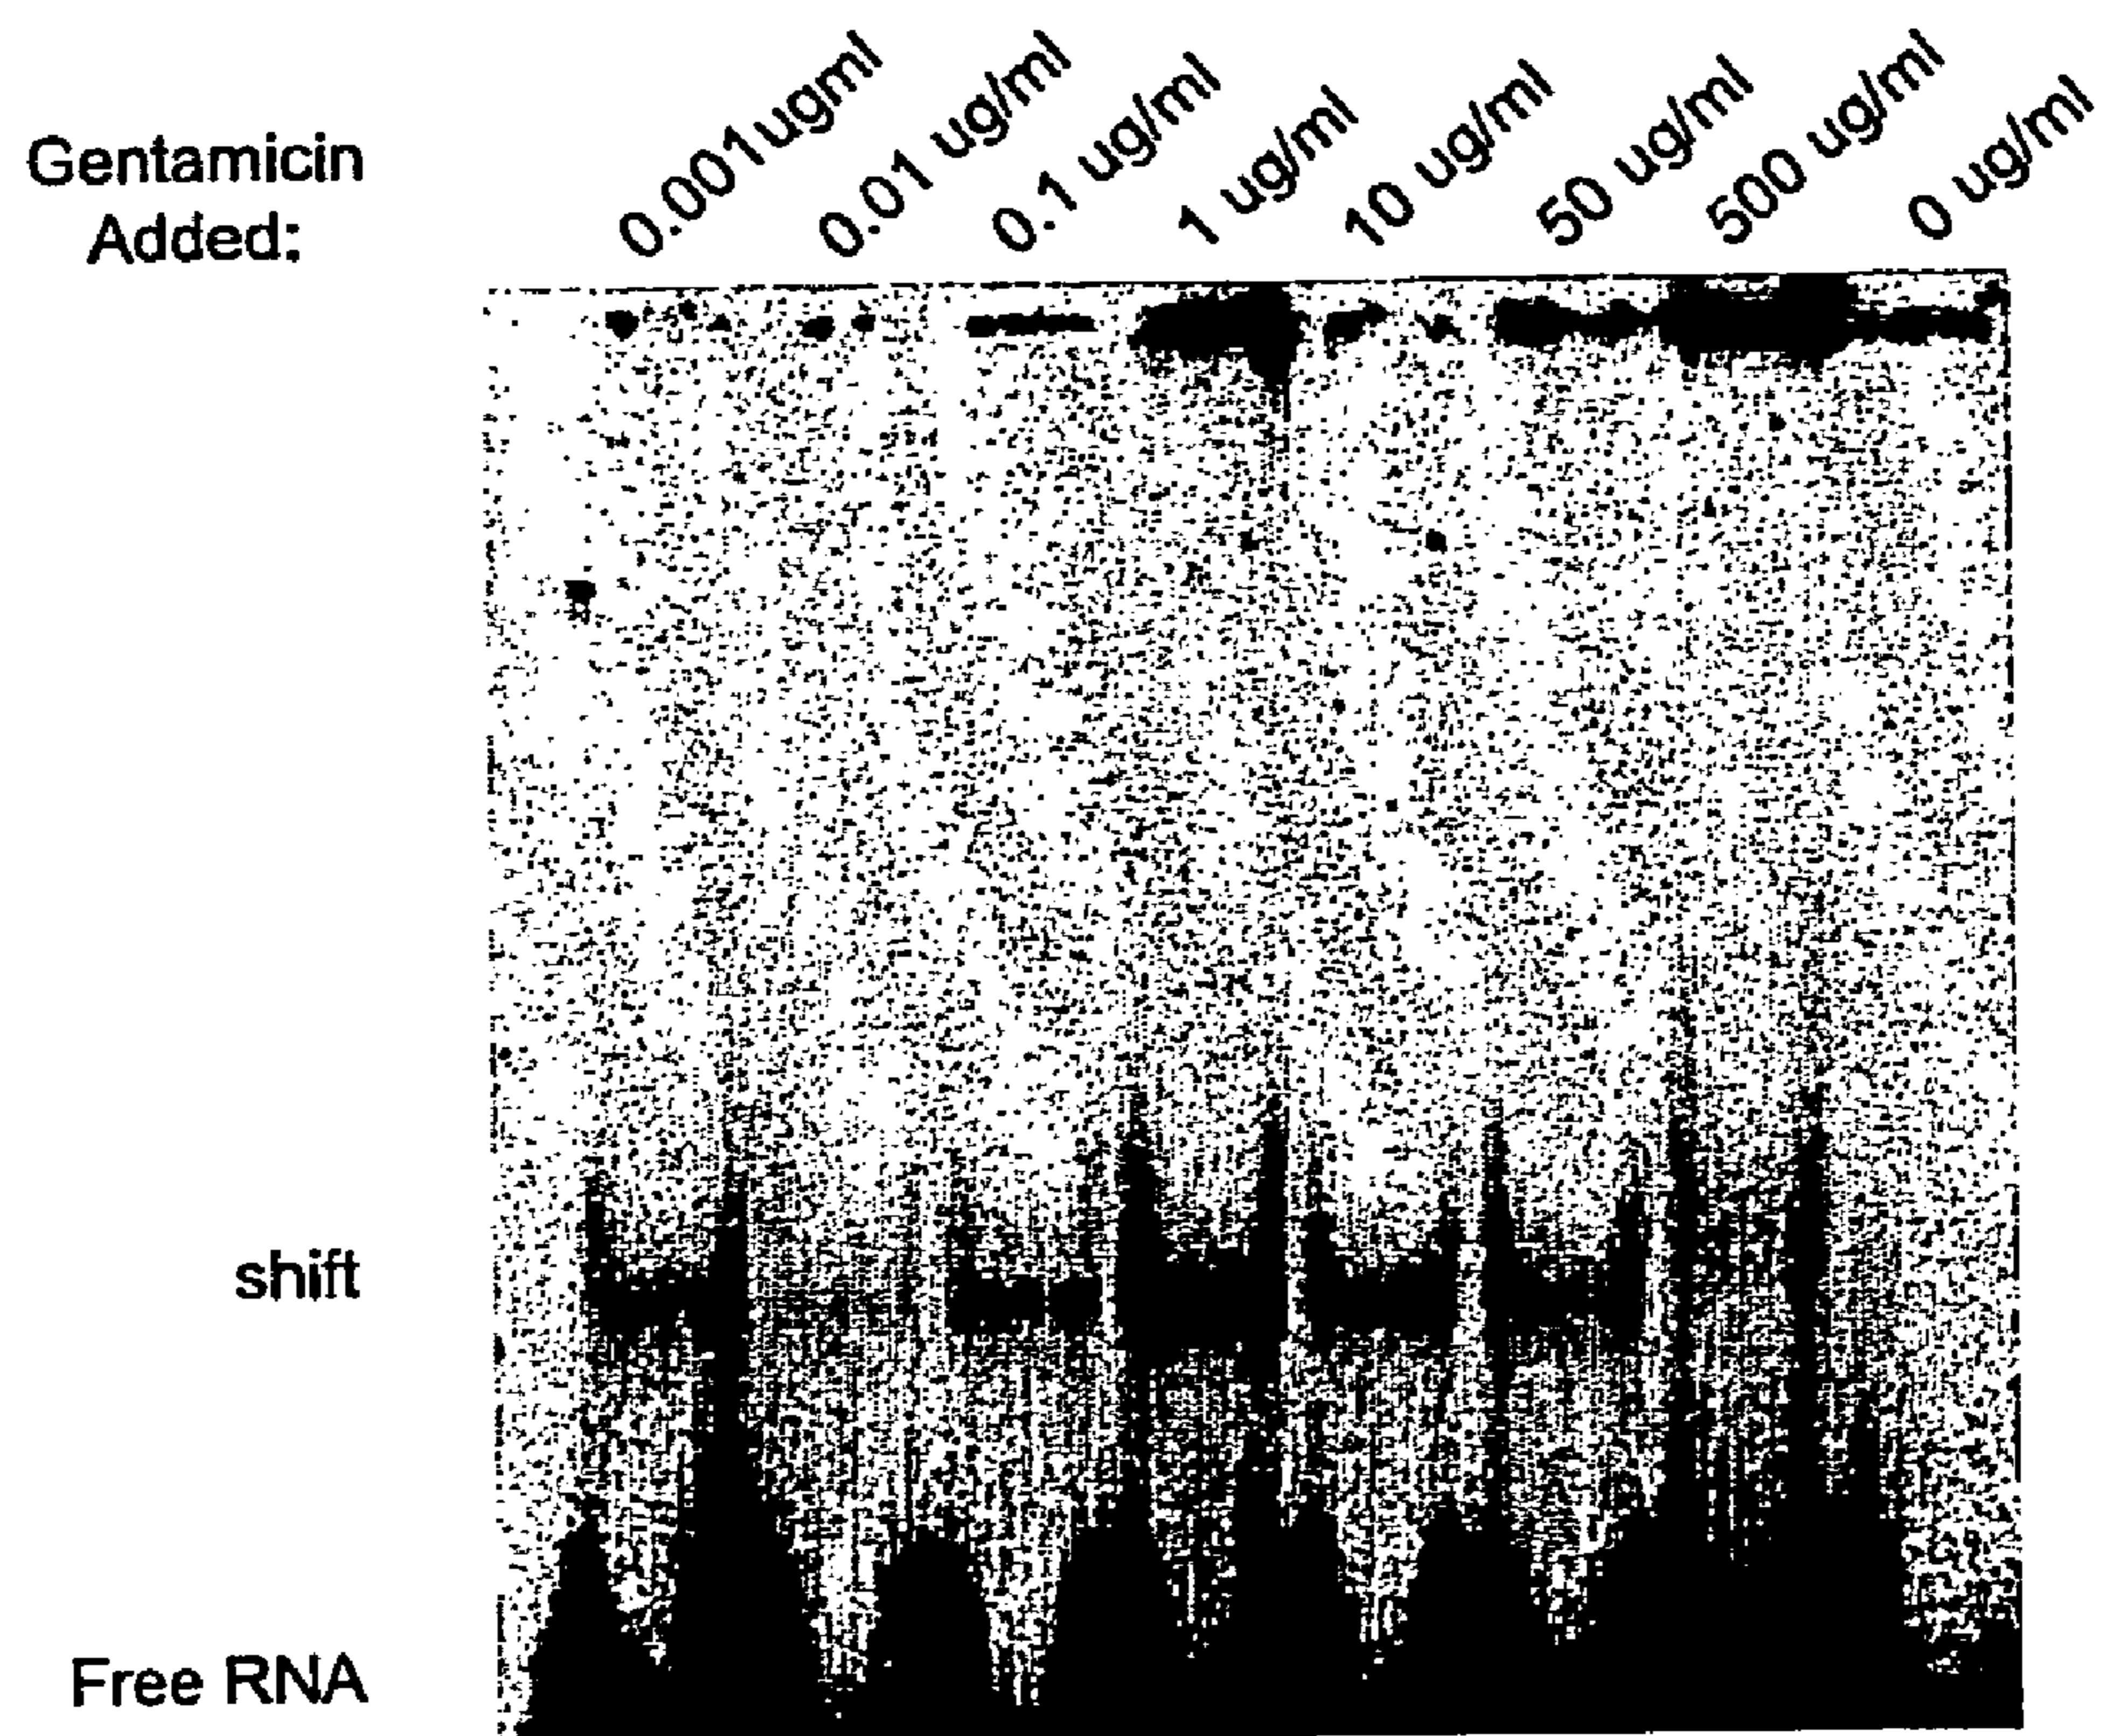 Gentamicin
Added:
0.001ugml
0.01 ug/ml
0.1 ug/ml
1 ug/ml
10 ug/ml
50 ug/ml
500 ug/ml
0 ug/ml
shift
Free RNA